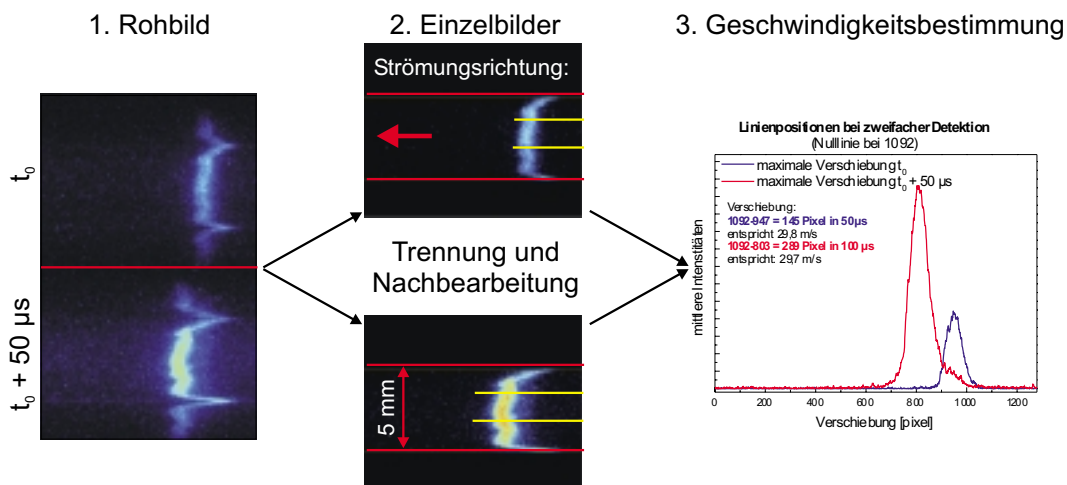 1. Rohbild
2. Einzelbilder
3. Geschwindigkeitsbestimmung
t0
t0 + 50 µs
Strömungsrichtung:
Trennung und
Nachbearbeitung
5 mm
Linienpositionen bei zweifacher Detektion
(Nulllinie bei 1092)
maximale Verschiebung t0
maximale Verschiebung t0 + 50 µs
Verschiebung:
1092-947 = 145 Pixel in 50µs
entspricht 29,8 m/s
1092-803 = 289 Pixel in 100 µs
entspricht: 29,7 m/s
mittlere Intenstitäten
0 200 400 600 800 1000 1200
Verschiebung [pixel]